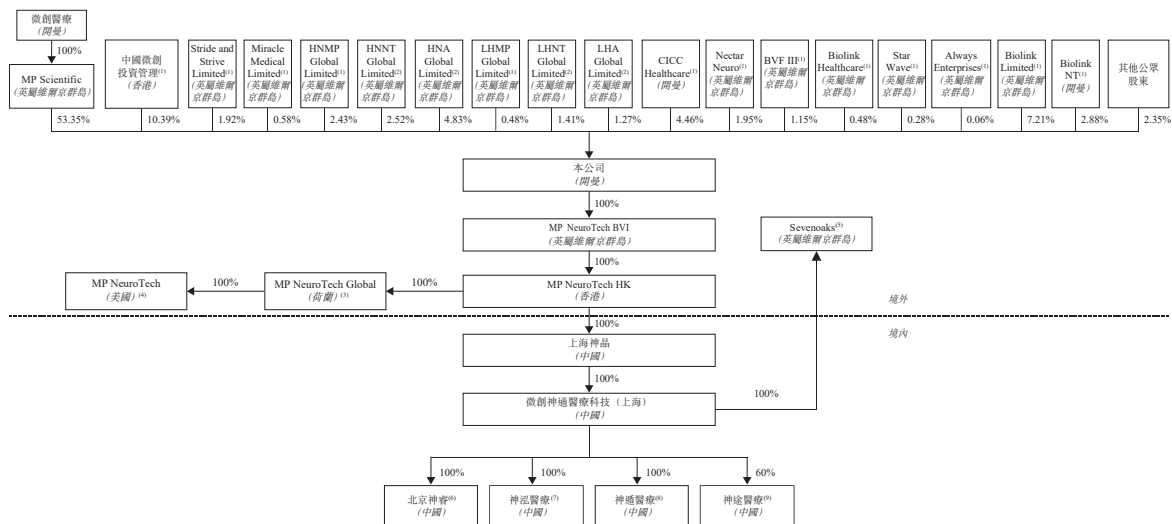 微創醫療
(開曼)
100%
MP Scientific
(英屬維爾京群島)
中國微創
投資管理(1)
(香港)
Stride and
Strive Limited(1)
(英屬維爾
京群島)
Miracle
Medical Limited(1)
(英屬維爾
京群島)
HNMP
Global
Limited(1)
(英屬維爾
京群島)
HNNT
Global
Limited(2)
(英屬維爾
京群島)
HNA
Global
Limited(2)
(英屬維爾
京群島)
LHMP
Global
Limited(1)
(英屬維爾
京群島)
LHNT
Global
Limited(2)
(英屬維爾
京群島)
LHA
Global
Limited(2)
(英屬維爾
京群島)
CICC
Healthcare(1)
(開曼)
Nectar
Neuro(1)
(英屬維爾
京群島)
BVF III(1)
(英屬維爾
京群島)
Biolink
Healthcare(1)
(英屬維爾
京群島)
Star
Wave(1)
(英屬維爾
京群島)
Always
Enterprises(1)
(英屬維爾
京群島)
Biolink
Limited(1)
(英屬維爾
京群島)
Biolink
NT(1)
(開曼)
其他公眾
股東
53.35%
10.39%
1.92%
0.58%
2.43%
2.52%
4.83%
0.48%
1.41%
1.27%
4.46%
1.95%
1.15%
0.48%
0.28%
0.06%
7.21%
2.88%
2.35%
本公司
(開曼)
100%
MP NeuroTech BVI
(英屬維爾京群島)
Sevenoaks(5)
(英屬維爾京群島)
100%
MP NeuroTech
(美國)(4)
100%
MP NeuroTech Global
(荷蘭)(3)
100%
MP NeuroTech HK
(香港)
境外
100%
境內
上海神晶
(中國)
100%
微創神通醫療科技（上海）
(中國)
100%
100%
100%
100%
60%
北京神睿(6)
(中國)
神泓醫療(7)
(中國)
神遁醫療(8)
(中國)
神途醫療(9)
(中國)